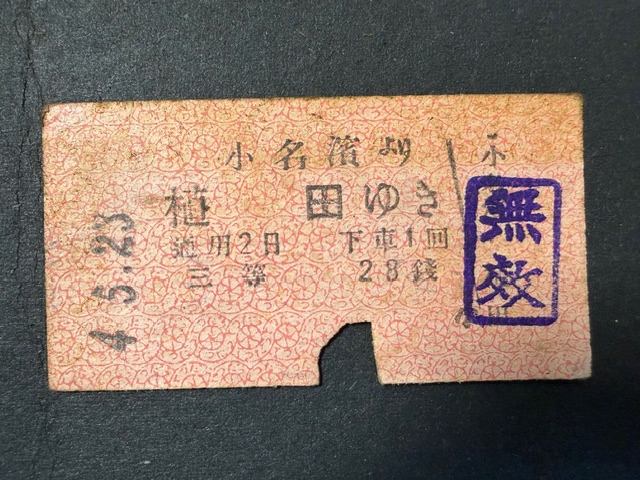 小名濱より
植田ゆき
通用2日 下車1回
三等 28錢
4.5.23
無效